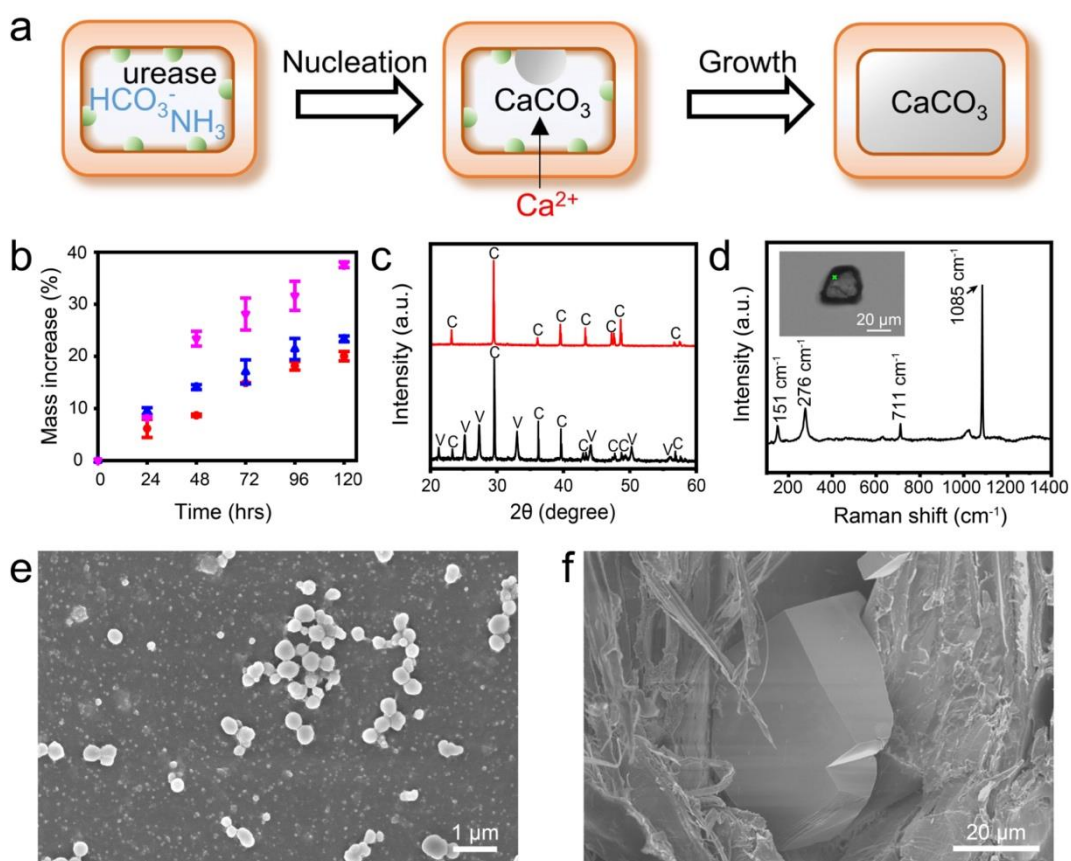 a
urease
HCO₃⁻
NH₃
Nucleation
CaCO₃
Ca²⁺
Growth
CaCO₃
b
Mass increase (%)
40
30
20
10
0
0
24
48
72
96
120
Time (hrs)
c
Intensity (a.u.)
C
C
C
C
C
C
C
C
V
C
V
V
C
V
C
C
C
V
C
C
V
V
C
20
30
40
50
60
2θ (degree)
d
Intensity (a.u.)
20 µm
151 cm⁻¹
276 cm⁻¹
711 cm⁻¹
1085 cm⁻¹
200
400
600
800
1000
1200
1400
Raman shift (cm⁻¹)
e
1 µm
f
20 µm